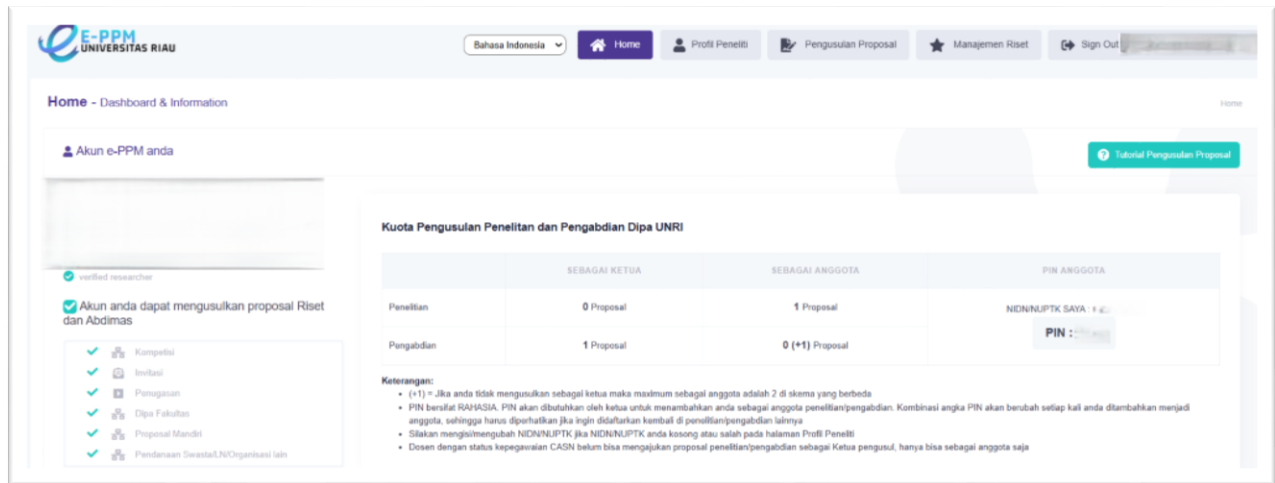 E-PPM
UNIVERSITAS RIAU
Bahasa Indonesia
Home
Profil Peneliti
Pengusulan Proposal
Manajemen Riset
Sign Out
Home - Dashboard & Information
Home
Akun e-PPM anda
Tutorial Pengusulan Proposal
verified researcher
Akun anda dapat mengusulkan proposal Riset
dan Abdimas
Kompetisi
Invitasi
Penugasan
Dipa Fakultas
Proposal Mandiri
Pendanaan Swasta/LN/Organisasi lain
Kuota Pengusulan Penelitan dan Pengabdian Dipa UNRI
SEBAGAI KETUA SEBAGAI ANGGOTA PIN ANGGOTA
Penelitian 0 Proposal 1 Proposal NIDN/NUPTK SAYA :
PIN :
Pengabdian 1 Proposal 0 (+1) Proposal
Keterangan:
(+1) = Jika anda tidak mengusulkan sebagai ketua maka maximum sebagai anggota adalah 2 di skema yang berbeda
PIN bersifat RAHASIA. PIN akan dibutuhkan oleh ketua untuk menambahkan anda sebagai anggota penelitian/pengabdian. Kombinasi angka PIN akan berubah setiap kali anda ditambahkan menjadi
anggota, sehingga harus diperhatikan jika ingin didaftarkan kembali di penelitian/pengabdian lainnya
Silakan mengisi/mengubah NIDN/NUPTK jika NIDN/NUPTK anda kosong atau salah pada halaman Profil Peneliti
Dosen dengan status kepegawaian CASN belum bisa mengajukan proposal penelitian/pengabdian sebagai Ketua pengusul, hanya bisa sebagai anggota saja